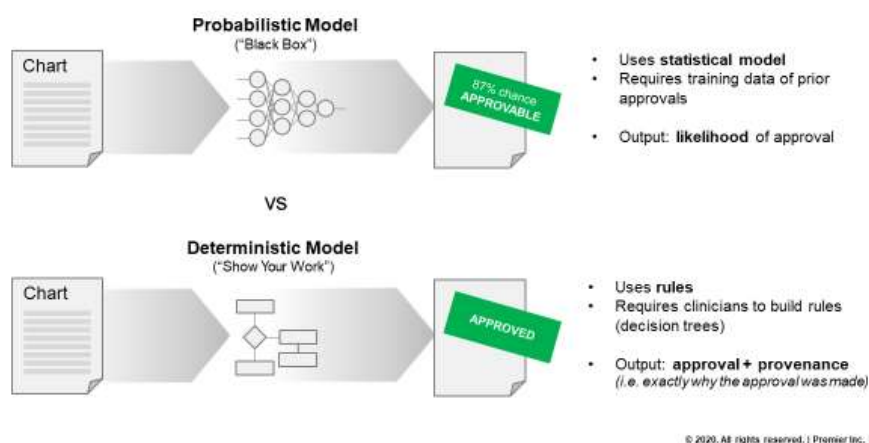 Probabilistic Model
("Black Box")
Chart
87% chance
APPROVABLE
• Uses statistical model
• Requires training data of prior
approvals
• Output: likelihood of approval
VS
Deterministic Model
("Show Your Work")
Chart
APPROVED
• Uses rules
• Requires clinicians to build rules
(decision trees)
• Output: approval + provenance
(i.e. exactly why the approval was made)
© 2020. All rights reserved. | Premier Inc.